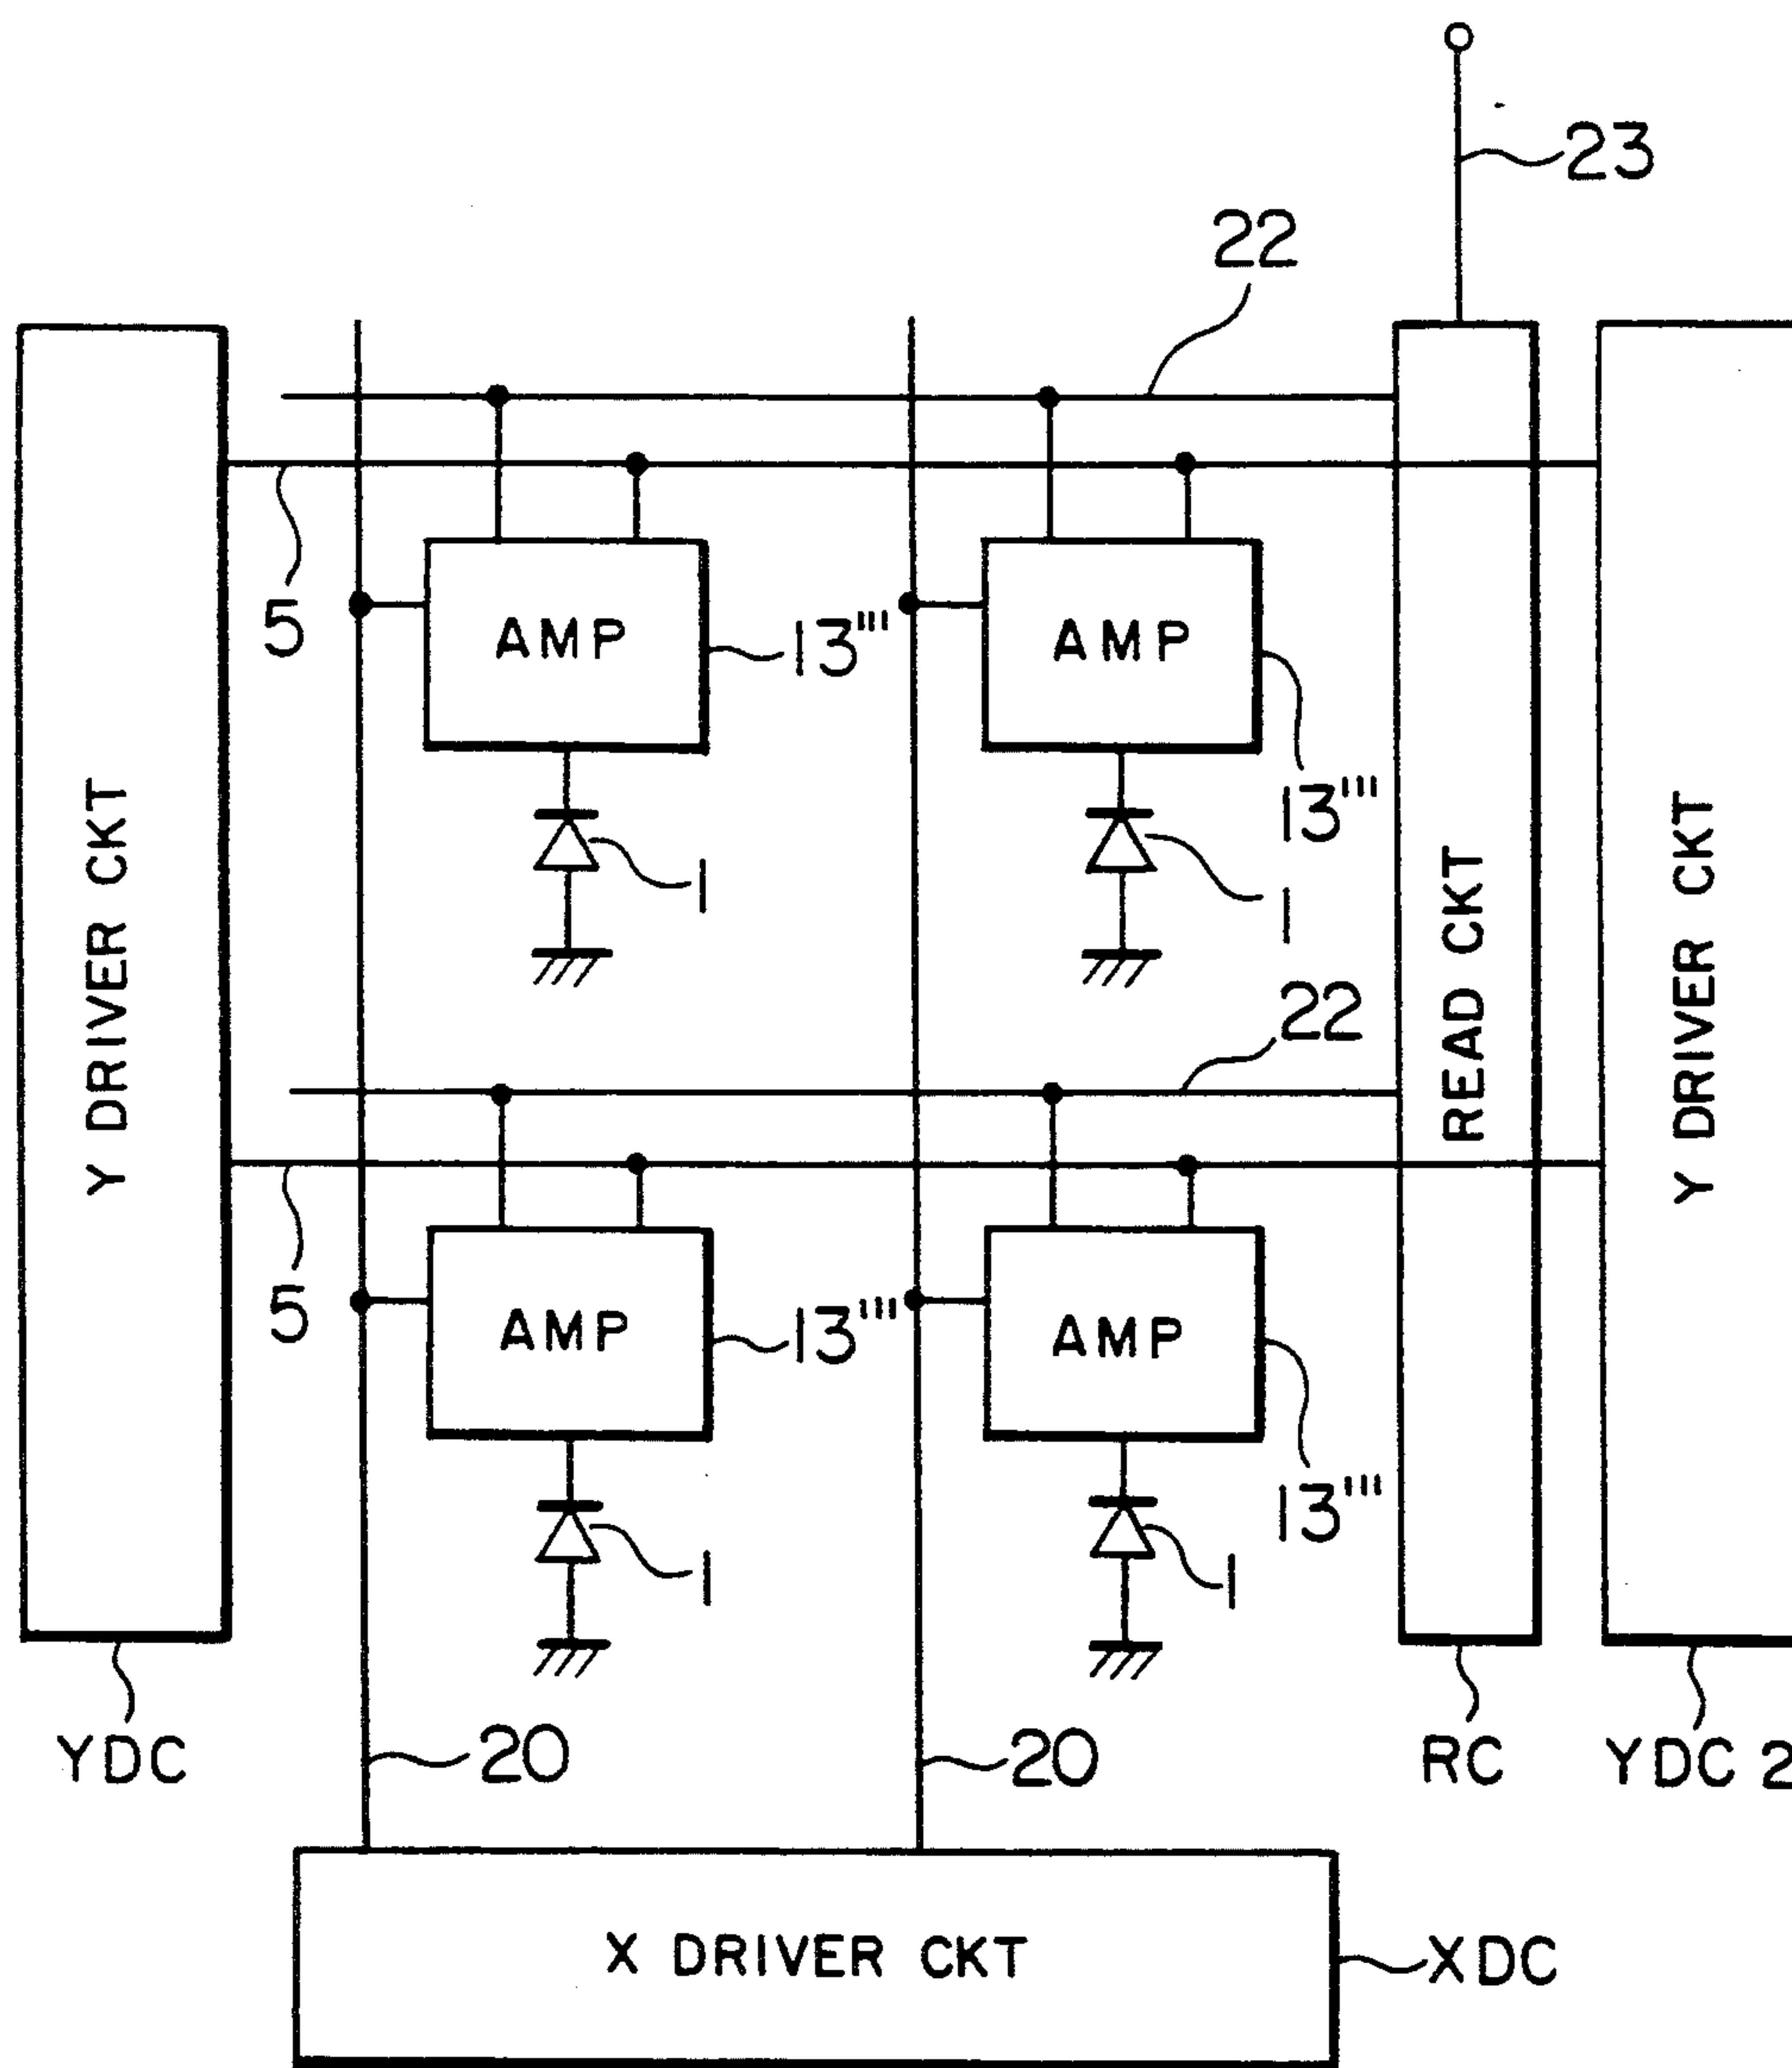 23
22
5
AMP
13'''
AMP
13'''
1
1
Y DRIVER CKT
READ CKT
Y DRIVER CKT
22
5
AMP
13'''
AMP
13'''
1
1
YDC
20
20
RC
YDC 2
X DRIVER CKT
XDC